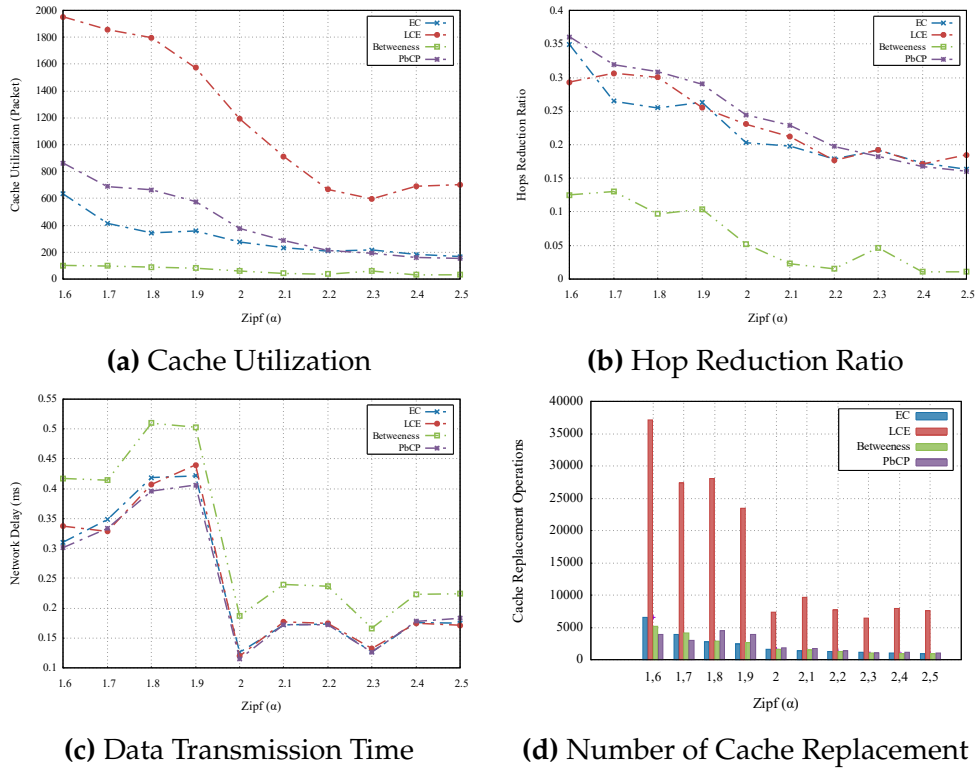 2000
1800
1600
1400
1200
1000
800
600
400
200
0
Cache Utilization (Packet)
EC
LCE
Betweeness
PbCP
1.6 1.7 1.8 1.9 2 2.1 2.2 2.3 2.4 2.5
Zipf (α)
(a) Cache Utilization
0.4
0.35
0.3
0.25
0.2
0.15
0.1
0.05
0
Hops Reduction Ratio
EC
LCE
Betweeness
PbCP
1.6 1.7 1.8 1.9 2 2.1 2.2 2.3 2.4 2.5
Zipf (α)
(b) Hop Reduction Ratio
0.55
0.5
0.45
0.4
0.35
0.3
0.25
0.2
0.15
0.1
Network Delay (ms)
EC
LCE
Betweeness
PbCP
1.6 1.7 1.8 1.9 2 2.1 2.2 2.3 2.4 2.5
Zipf (α)
(c) Data Transmission Time
40000
35000
30000
25000
20000
15000
10000
5000
0
Cache Replacement Operations
EC
LCE
Betweeness
PbCP
1,6 1,7 1,8 1,9 2 2,1 2,2 2,3 2,4 2,5
Zipf (α)
(d) Number of Cache Replacement